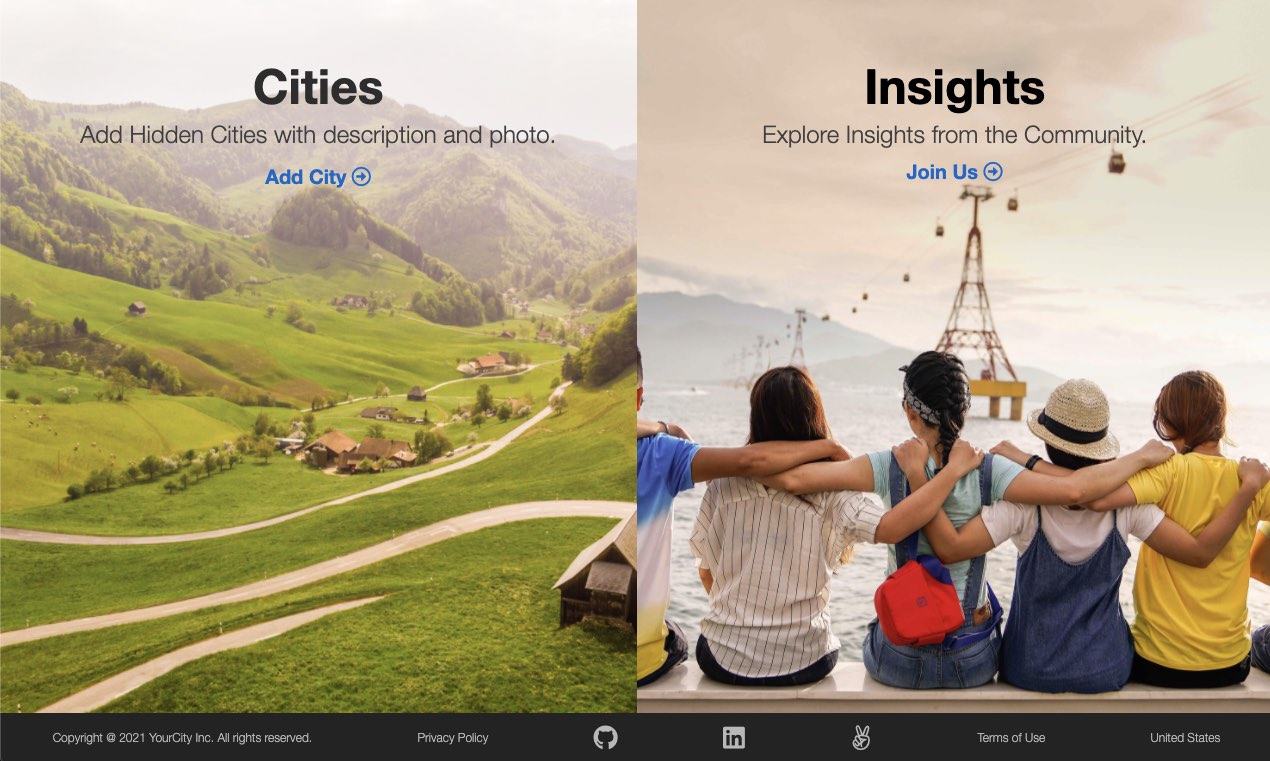 Cities
Add Hidden Cities with description and photo.
Add City
Insights
Explore Insights from the Community.
Join Us
Copyright @ 2021 YourCity Inc. All rights reserved.
Privacy Policy
in
Terms of Use
United States